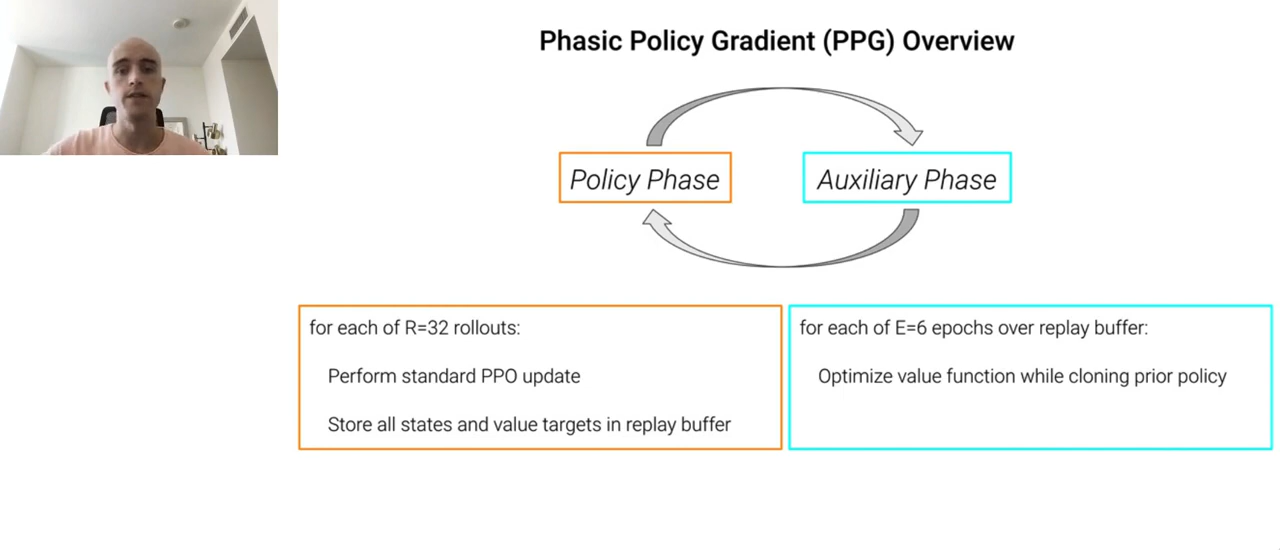 Phasic Policy Gradient (PPG) Overview
Policy Phase
Auxiliary Phase
for each of R=32 rollouts:
Perform standard PPO update
Store all states and value targets in replay buffer
for each of E=6 epochs over replay buffer:
Optimize value function while cloning prior policy